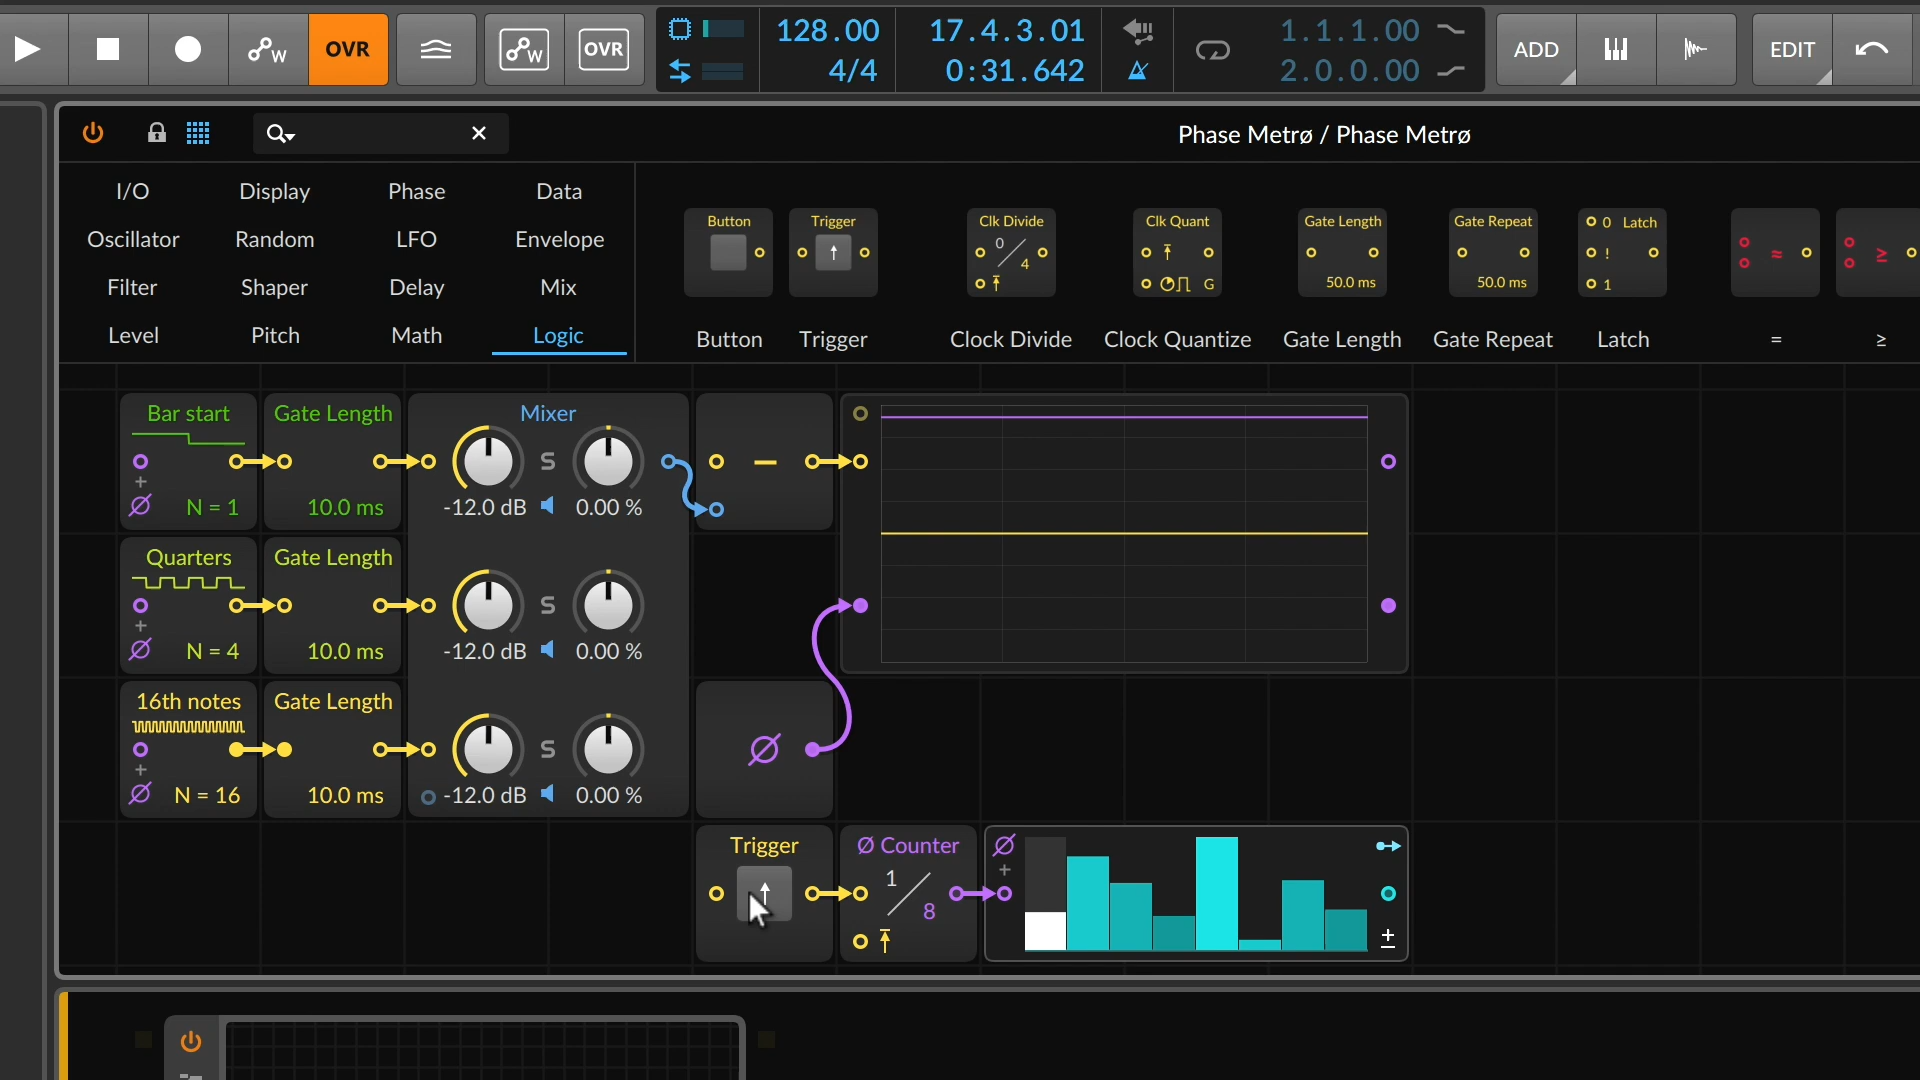 OVR
OVR
128.00
4/4
17.4.3.01
0:31.642
1.1.1.00
2.0.0.00
ADD
EDIT
Phase Metrø / Phase Metrø
I/O Display Phase Data
Oscillator Random LFO Envelope
Filter Shaper Delay Mix
Level Pitch Math Logic
Button Trigger Clk Divide Clk Quant Gate Length Gate Repeat 0 Latch
0 4 G 50.0 ms 50.0 ms ! 1 = ≥
Button Trigger Clock Divide Clock Quantize Gate Length Gate Repeat Latch = ≥
Bar start Gate Length Mixer
S
N = 1 10.0 ms -12.0 dB 0.00 %
Quarters Gate Length
S
N = 4 10.0 ms -12.0 dB 0.00 %
16th notes Gate Length
S
N = 16 10.0 ms -12.0 dB 0.00 %
Trigger Ø Counter
1
8